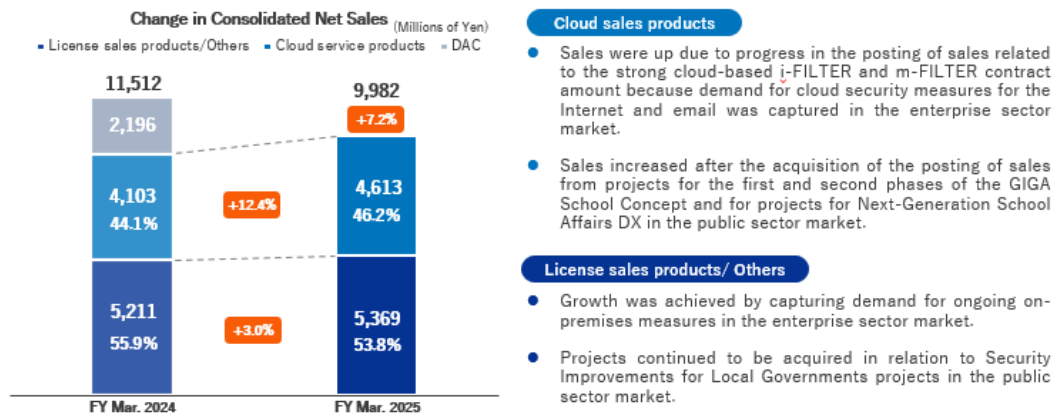 Change in Consolidated Net Sales (Millions of Yen)
License sales products/Others Cloud service products DAC
11,512
2,196
4,103
44.1%
5,211
55.9%
FY Mar. 2024
+12.4%
+3.0%
9,982
+7.2%
4,613
46.2%
5,369
53.8%
FY Mar. 2025
Cloud sales products
Sales were up due to progress in the posting of sales related
to the strong cloud-based i-FILTER and m-FILTER contract
amount because demand for cloud security measures for the
Internet and email was captured in the enterprise sector
market.
Sales increased after the acquisition of the posting of sales
from projects for the first and second phases of the GIGA
School Concept and for projects for Next-Generation School
Affairs DX in the public sector market.
License sales products/ Others
Growth was achieved by capturing demand for ongoing on-
premises measures in the enterprise sector market.
Projects continued to be acquired in relation to Security
Improvements for Local Governments projects in the public
sector market.